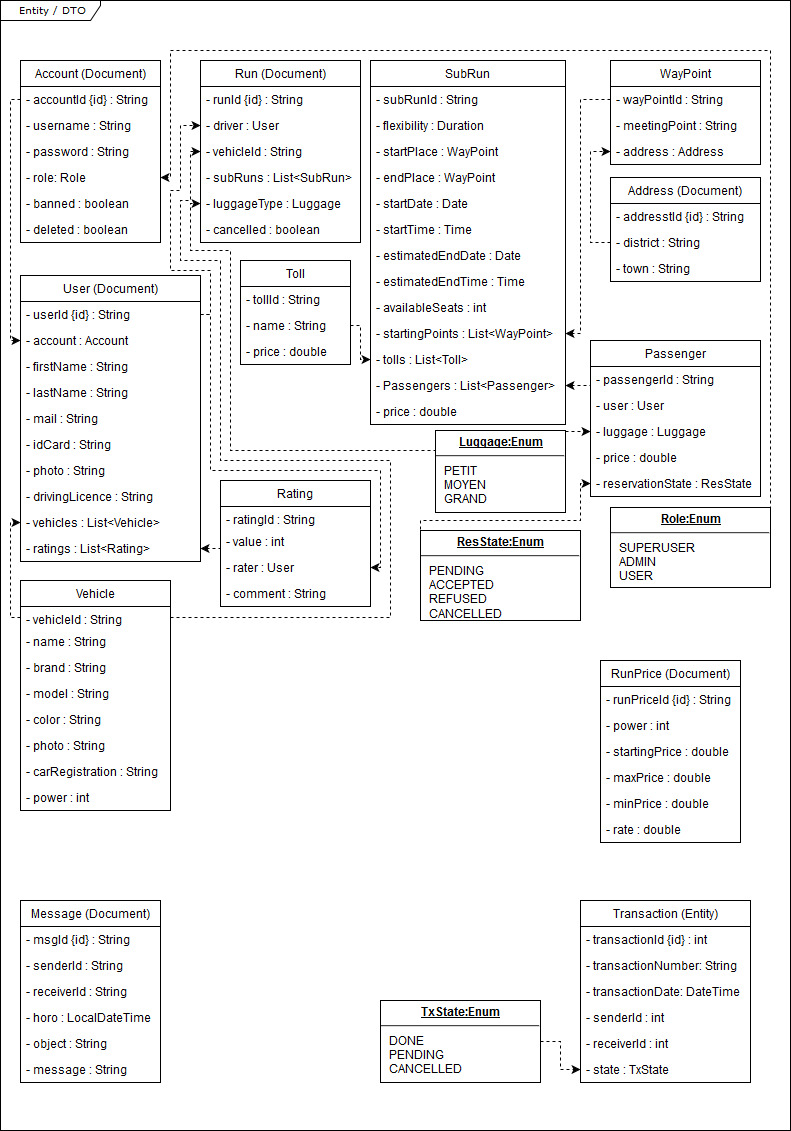 Entity / DTO
Account (Document)
- accountId {id} : String
- username : String
- password : String
- role: Role
- banned : boolean
- deleted : boolean
Run (Document)
- runId {id} : String
- driver : User
- vehicleId : String
- subRuns : List<SubRun>
- luggageType : Luggage
- cancelled : boolean
SubRun
- subRunId : String
- flexibility : Duration
- startPlace : WayPoint
- endPlace : WayPoint
- startDate : Date
- startTime : Time
- estimatedEndDate : Date
- estimatedEndTime : Time
- availableSeats : int
- startingPoints : List<WayPoint>
- tolls : List<Toll>
- Passengers : List<Passenger>
- price : double
WayPoint
- wayPointId : String
- meetingPoint : String
- address : Address
Address (Document)
- addresstId {id} : String
- district : String
- town : String
User (Document)
- userId {id} : String
- account : Account
- firstName : String
- lastName : String
- mail : String
- idCard : String
- photo : String
- drivingLicence : String
- vehicles : List<Vehicle>
- ratings : List<Rating>
Toll
- tollId : String
- name : String
- price : double
Passenger
- passengerId : String
- user : User
- luggage : Luggage
- price : double
- reservationState : ResState
Luggage:Enum
PETIT
MOYEN
GRAND
Rating
- ratingId : String
- value : int
- rater : User
- comment : String
ResState:Enum
PENDING
ACCEPTED
REFUSED
CANCELLED
Role:Enum
SUPERUSER
ADMIN
USER
Vehicle
- vehicleId : String
- name : String
- brand : String
- model : String
- color : String
- photo : String
- carRegistration : String
- power : int
RunPrice (Document)
- runPriceId {id} : String
- power : int
- startingPrice : double
- maxPrice : double
- minPrice : double
- rate : double
Message (Document)
- msgId {id} : String
- senderId : String
- receiverId : String
- horo : LocalDateTime
- object : String
- message : String
TxState:Enum
DONE
PENDING
CANCELLED
Transaction (Entity)
- transactionId {id} : int
- transactionNumber: String
- transactionDate: DateTime
- senderId : int
- receiverId : int
- state : TxState